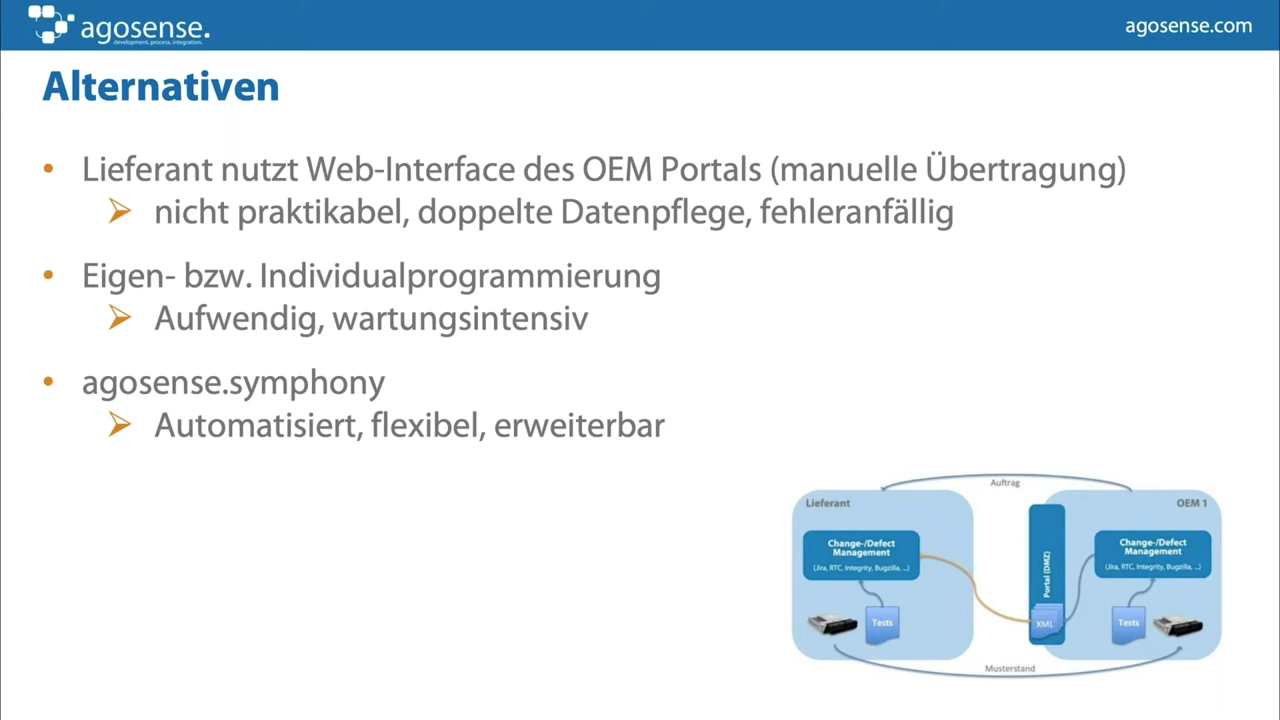 agosense.
development. process. integration.
agosense.com
Alternativen
• Lieferant nutzt Web-Interface des OEM Portals (manuelle Übertragung)
➢ nicht praktikabel, doppelte Datenpflege, fehleranfällig
• Eigen- bzw. Individualprogrammierung
➢ Aufwendig, wartungsintensiv
• agosense.symphony
➢ Automatisiert, flexibel, erweiterbar
Auftrag
Lieferant
Change-/Defect
Management
(Jira, RTC, Integrity, Bugzilla, ...)
Tests
Portal (DMZ)
XML
OEM 1
Change-/Defect
Management
(Jira, RTC, Integrity, Bugzilla, ...)
Tests
Musterstand